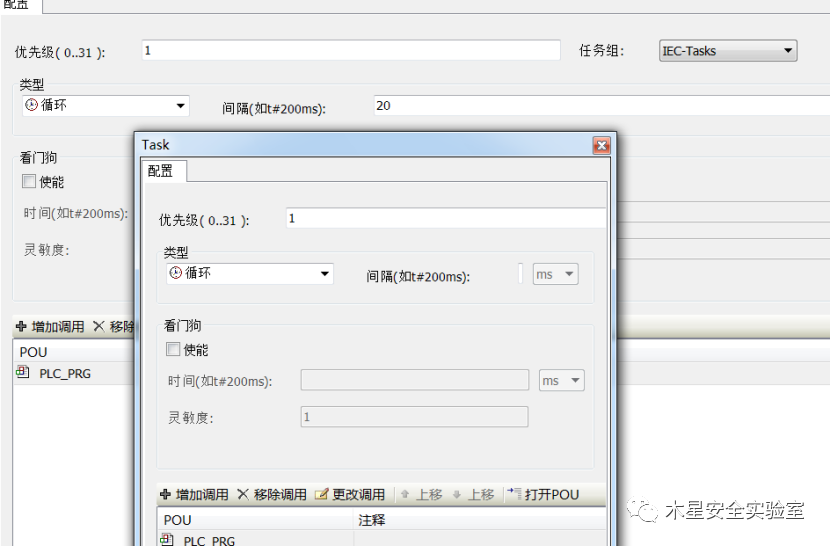 配置
优先级( 0..31 ): 1 任务组: IEC-Tasks
类型
循环 间隔(如t#200ms): 20
看门狗
使能
时间(如t#200ms):
灵敏度:
增加调用 移除
POU
PLC_PRG
Task
配置
优先级( 0..31 ): 1
类型
循环 间隔(如t#200ms): ms
看门狗
使能
时间(如t#200ms): ms
灵敏度: 1
增加调用 移除调用 更改调用 上移 上移 打开POU
POU 注释
PLC_PRG
木星安全实验室